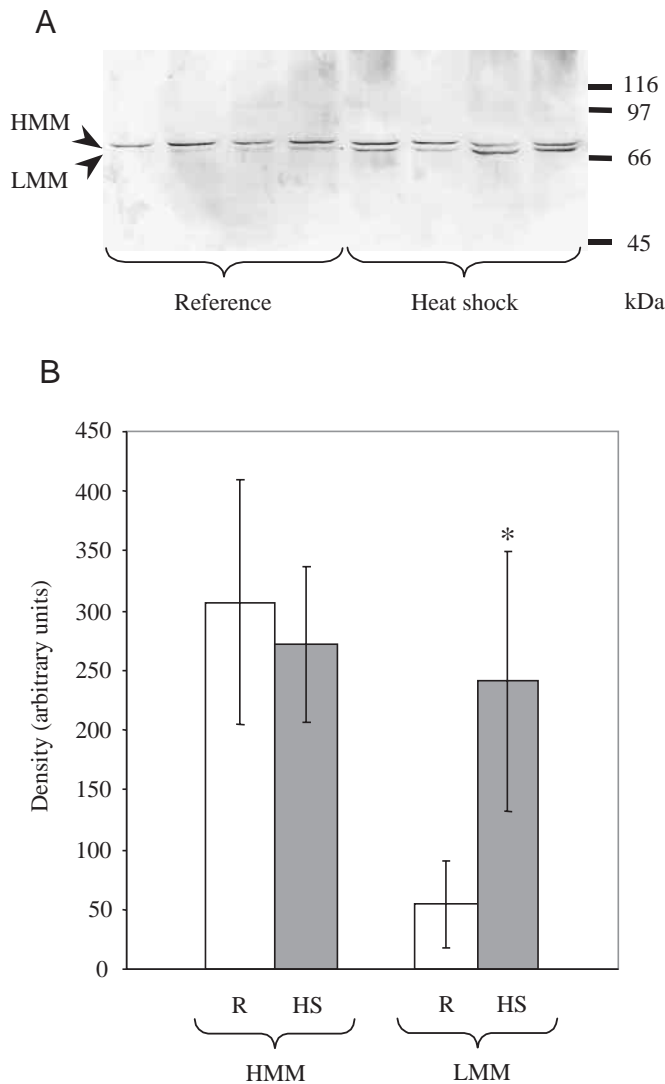 A
HMM
LMM
116
97
66
45
Reference Heat shock kDa
B
Density (arbitrary units)
450
400
350
300
250
200
150
100
50
0
*
R HS R HS
HMM LMM